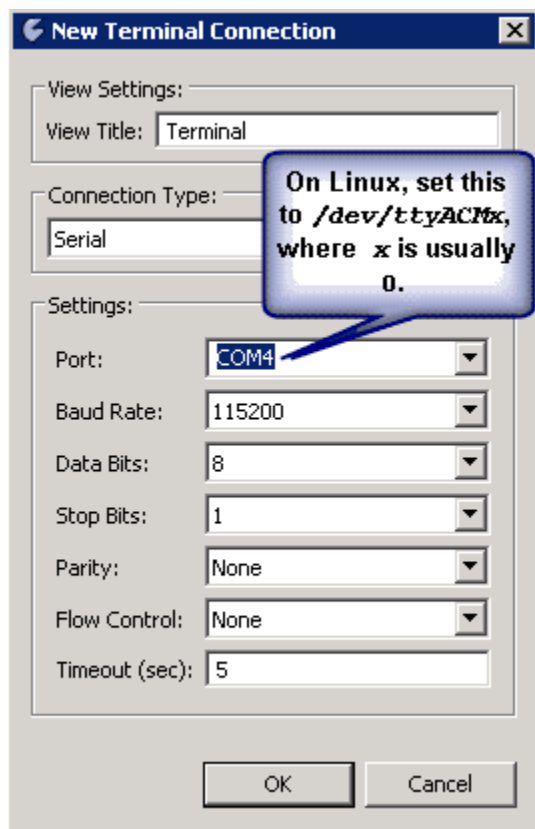 New Terminal Connection
View Settings:
View Title: Terminal
Connection Type:
Serial
On Linux, set this
to /dev/ttyACMx,
where x is usually
0.
Settings:
Port: COM4
Baud Rate: 115200
Data Bits: 8
Stop Bits: 1
Parity: None
Flow Control: None
Timeout (sec): 5
OK Cancel